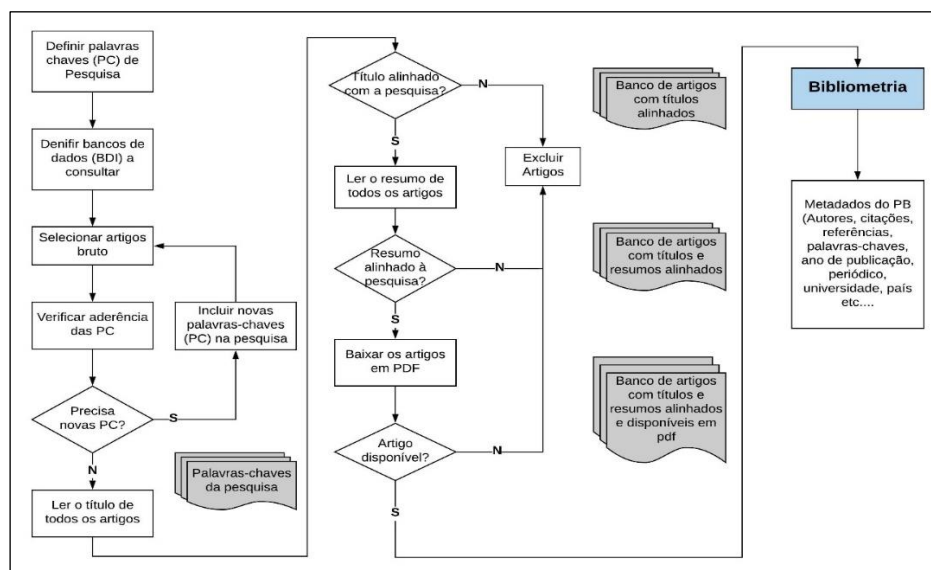 Definir palavras
chaves (PC) de
Pesquisa
Denifir bancos de
dados (BDI) a
consultar
Selecionar artigos
bruto
Verificar aderência
das PC
Incluir novas
palavras-chaves
(PC) na pesquisa
Precisa
novas PC?
S
N
Palavras-chaves
da pesquisa
Ler o título de
todos os artigos
Título alinhado
com a pesquisa?
N
S
Excluir
Artigos
Ler o resumo de
todos os artigos
Resumo
alinhado à
pesquisa?
N
S
Baixar os artigos
em PDF
Artigo
disponível?
N
S
Banco de artigos
com títulos
alinhados
Banco de artigos
com títulos e
resumos alinhados
Banco de artigos
com títulos e
resumos alinhados
e disponíveis em
pdf
Bibliometria
Metadados do PB
(Autores, citações,
referências,
palavras-chaves,
ano de publicação,
periódico,
universidade, país
etc....